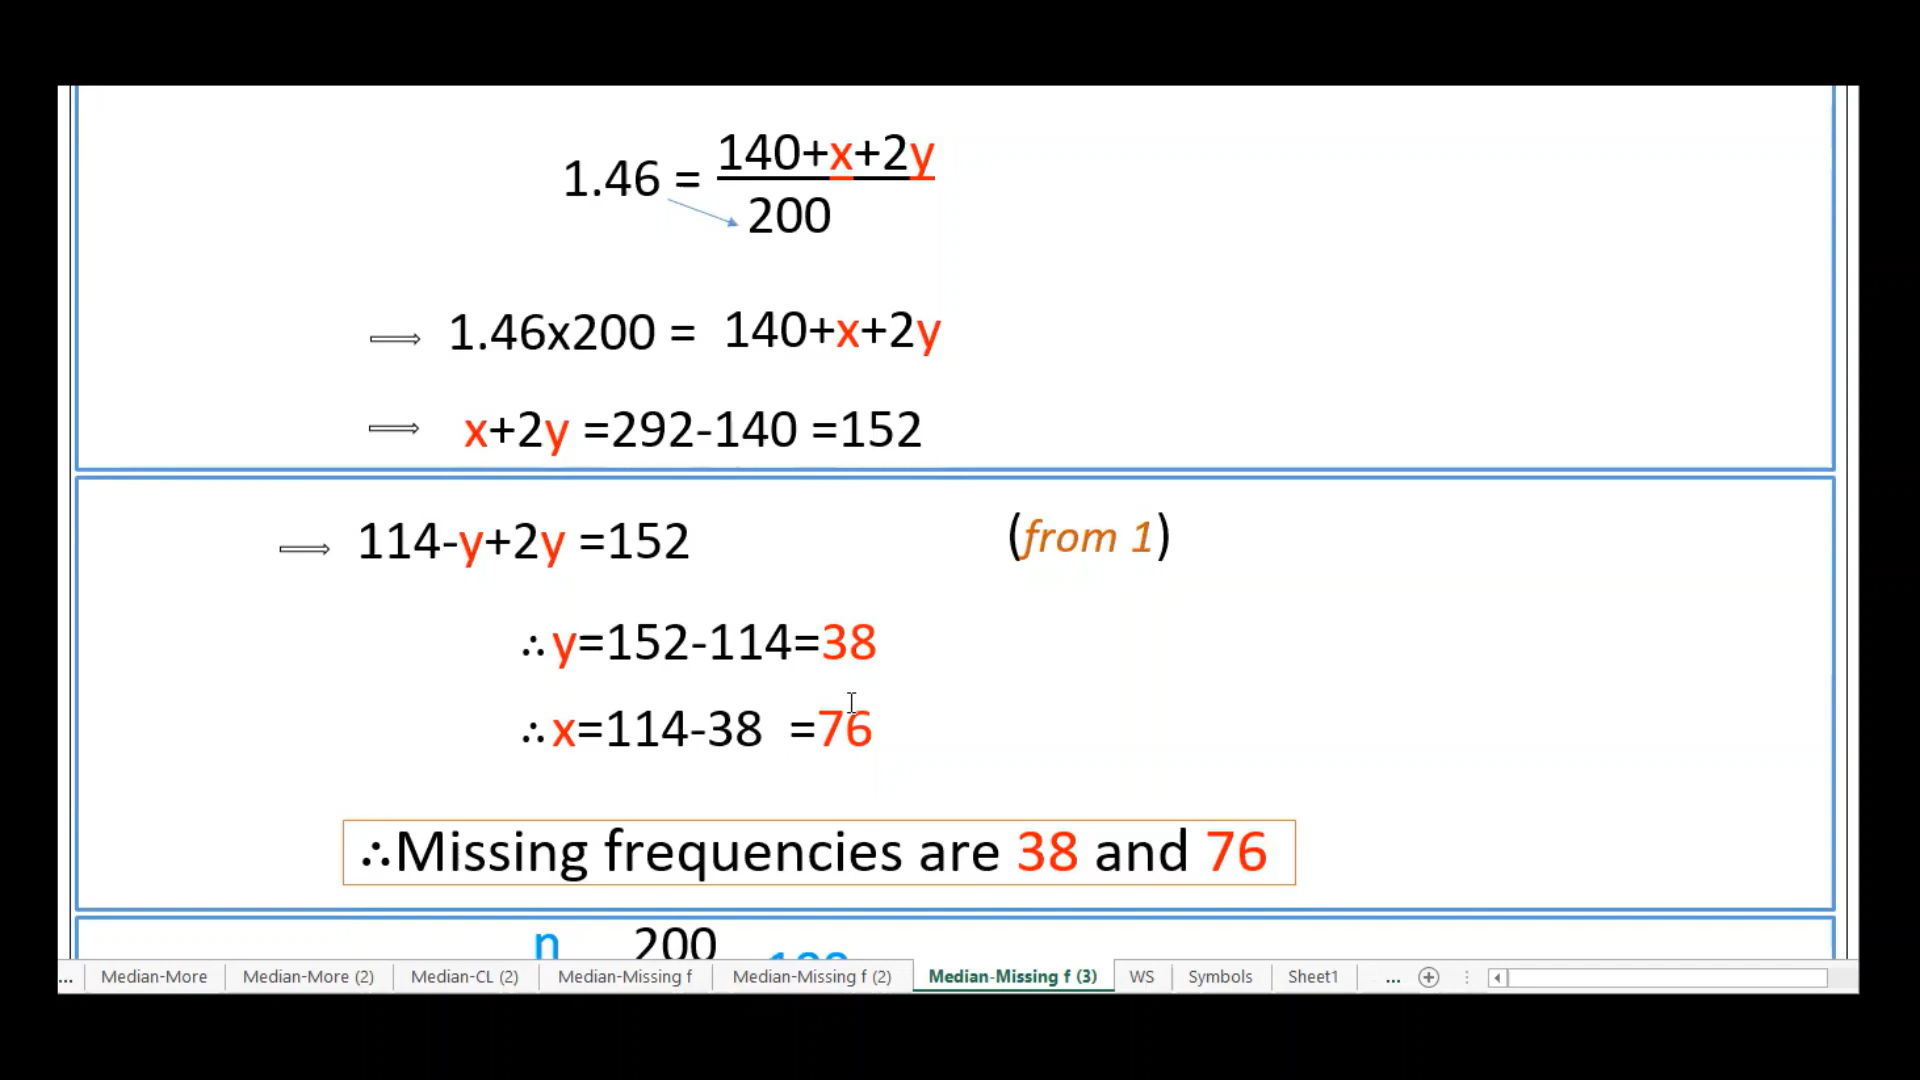 1.46 = 140+x+2y
200
⟹ 1.46x200 = 140+x+2y
⟹ x+2y =292-140 =152
⟹ 114-y+2y =152 (from 1)
∴ y=152-114=38
∴ x=114-38 =76
∴Missing frequencies are 38 and 76
n 200
... Median-More Median-More (2) Median-CL (2) Median-Missing f Median-Missing f (2) Median-Missing f (3) WS Symbols Sheet1 ...